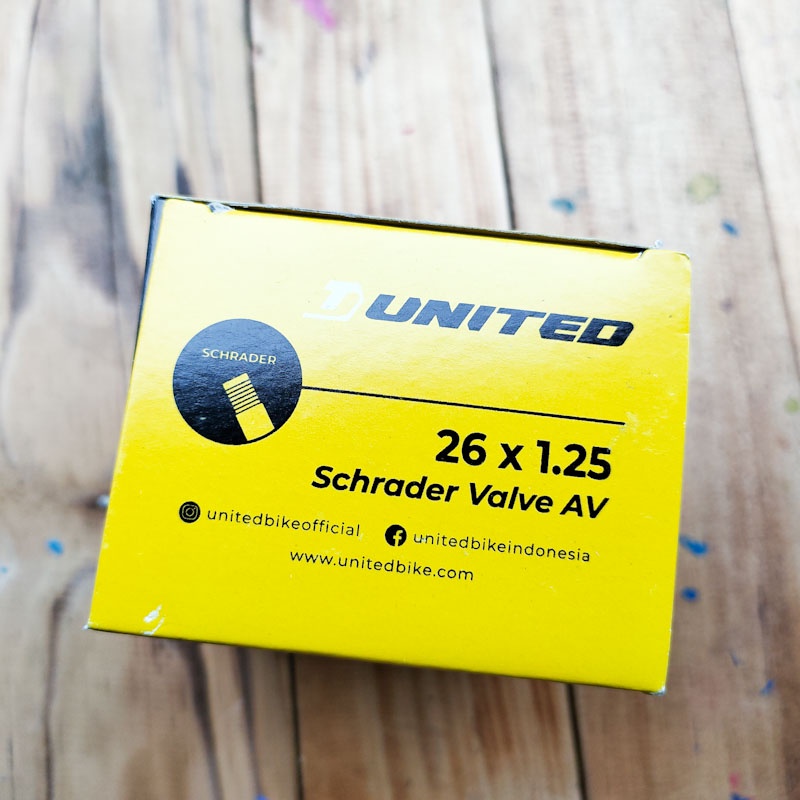 UNITED
SCHRADER
26 x 1.25
Schrader Valve AV
unitedbikeofficial unitedbikeindonesia
www.unitedbike.com